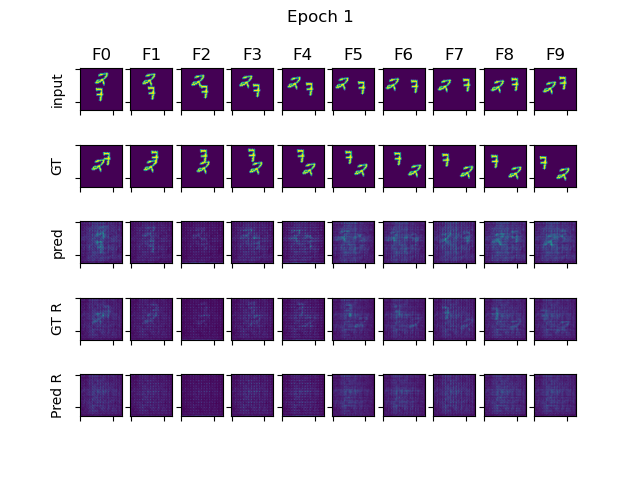 Epoch 1
F0 F1 F2 F3 F4 F5 F6 F7 F8 F9
input
GT
pred
GT R
Pred R